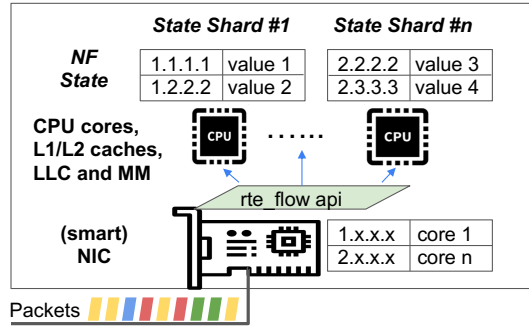 State Shard #1 State Shard #n
NF State
1.1.1.1 value 1
1.2.2.2 value 2
2.2.2.2 value 3
2.3.3.3 value 4
CPU cores,
L1/L2 caches,
LLC and MM
CPU
......
CPU
rte_flow api
(smart)
NIC
1.x.x.x core 1
2.x.x.x core n
Packets